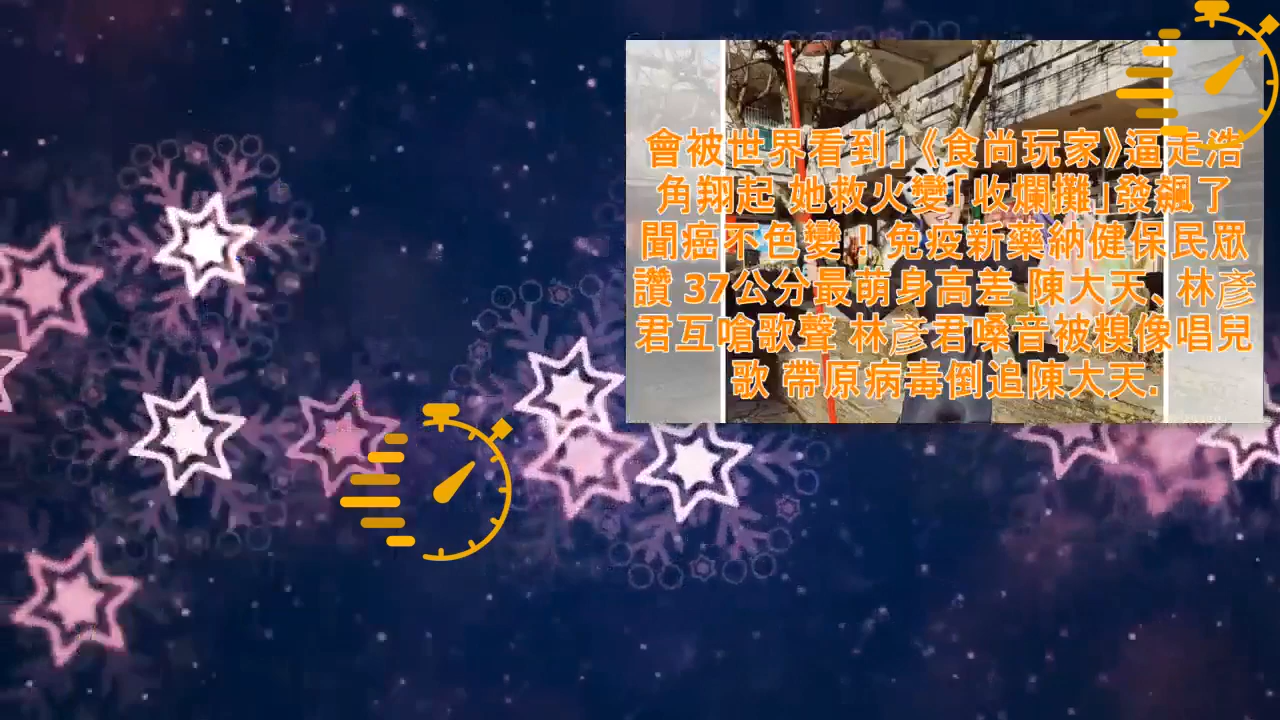 會被世界看到」《食尚玩家》逼走浩
角翔起 她救火變「收爛攤」發飆了
聞癌不色變！免疫新藥納健保民眾
讚 37公分最萌身高差 陳大天、林彥
君互嗆歌聲 林彥君嗓音被糗像唱兒
歌 帶原病毒倒追陳大天.